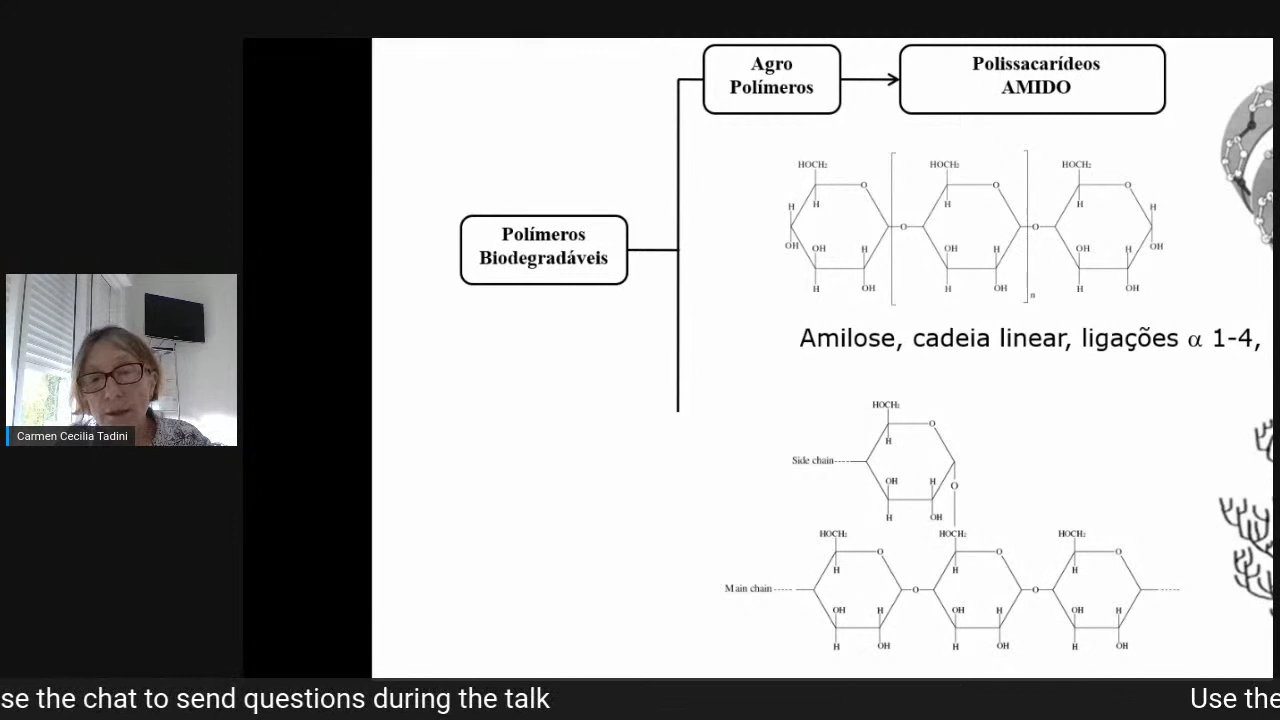 Agro
Polímeros
Polissacarídeos
AMIDO
Polímeros
Biodegradáveis
HOCH₂ HOCH₂ HOCH₂
O O O
H H H H H
O O
OH OH H OH H OH H OH
H OH H OH H OH
n
Amilose, cadeia linear, ligações α 1-4,
HOCH₂
O
H
Side chain
OH H O
H OH
HOCH₂ HOCH₂ HOCH₂
O O O
H H H
Main chain O O
OH H OH H OH H
H OH H OH H OH
Carmen Cecilia Tadini
se the chat to send questions during the talk
Use the